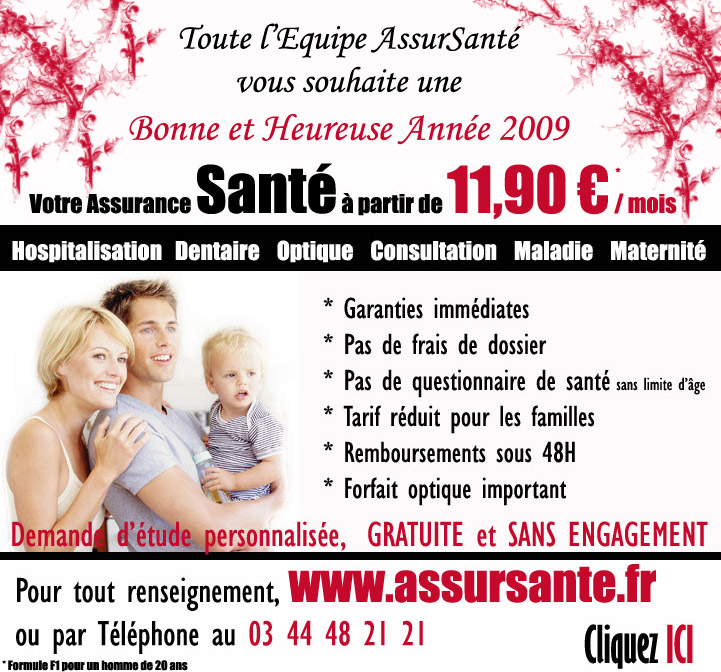 Toute l'Equipe AssurSanté
vous souhaite une
Bonne et Heureuse Année 2009
Votre Assurance Santé à partir de 11,90 €* / mois
Hospitalisation Dentaire Optique Consultation Maladie Maternité
* Garanties immédiates
* Pas de frais de dossier
* Pas de questionnaire de santé sans limite d'âge
* Tarif réduit pour les familles
* Remboursements sous 48H
* Forfait optique important
Demande d'étude personnalisée, GRATUITE et SANS ENGAGEMENT
Pour tout renseignement, www.assursante.fr
ou par Téléphone au 03 44 48 21 21
Cliquez ICI
* Formule F1 pour un homme de 20 ans